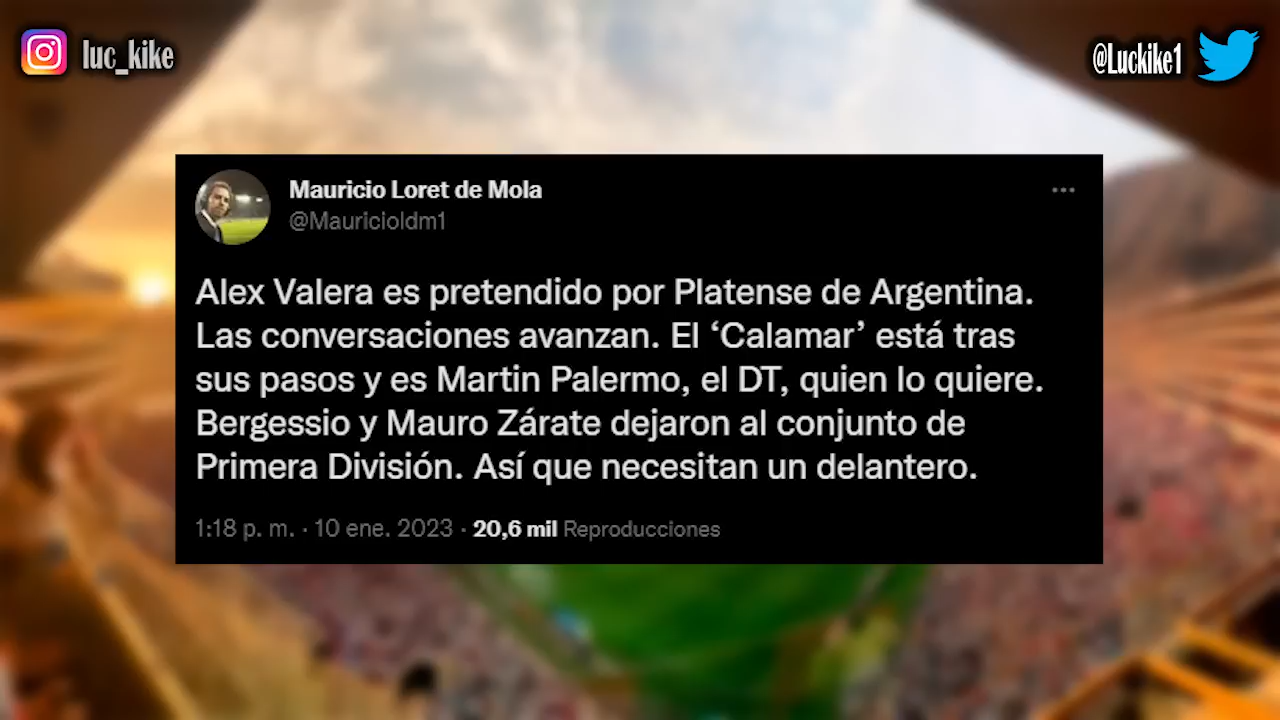 luc_kike
@Luckike1
Mauricio Loret de Mola
@Mauricioldm1
Alex Valera es pretendido por Platense de Argentina.
Las conversaciones avanzan. El ‘Calamar’ está tras
sus pasos y es Martin Palermo, el DT, quien lo quiere.
Bergessio y Mauro Zárate dejaron al conjunto de
Primera División. Así que necesitan un delantero.
1:18 p. m. · 10 ene. 2023 · 20,6 mil Reproducciones